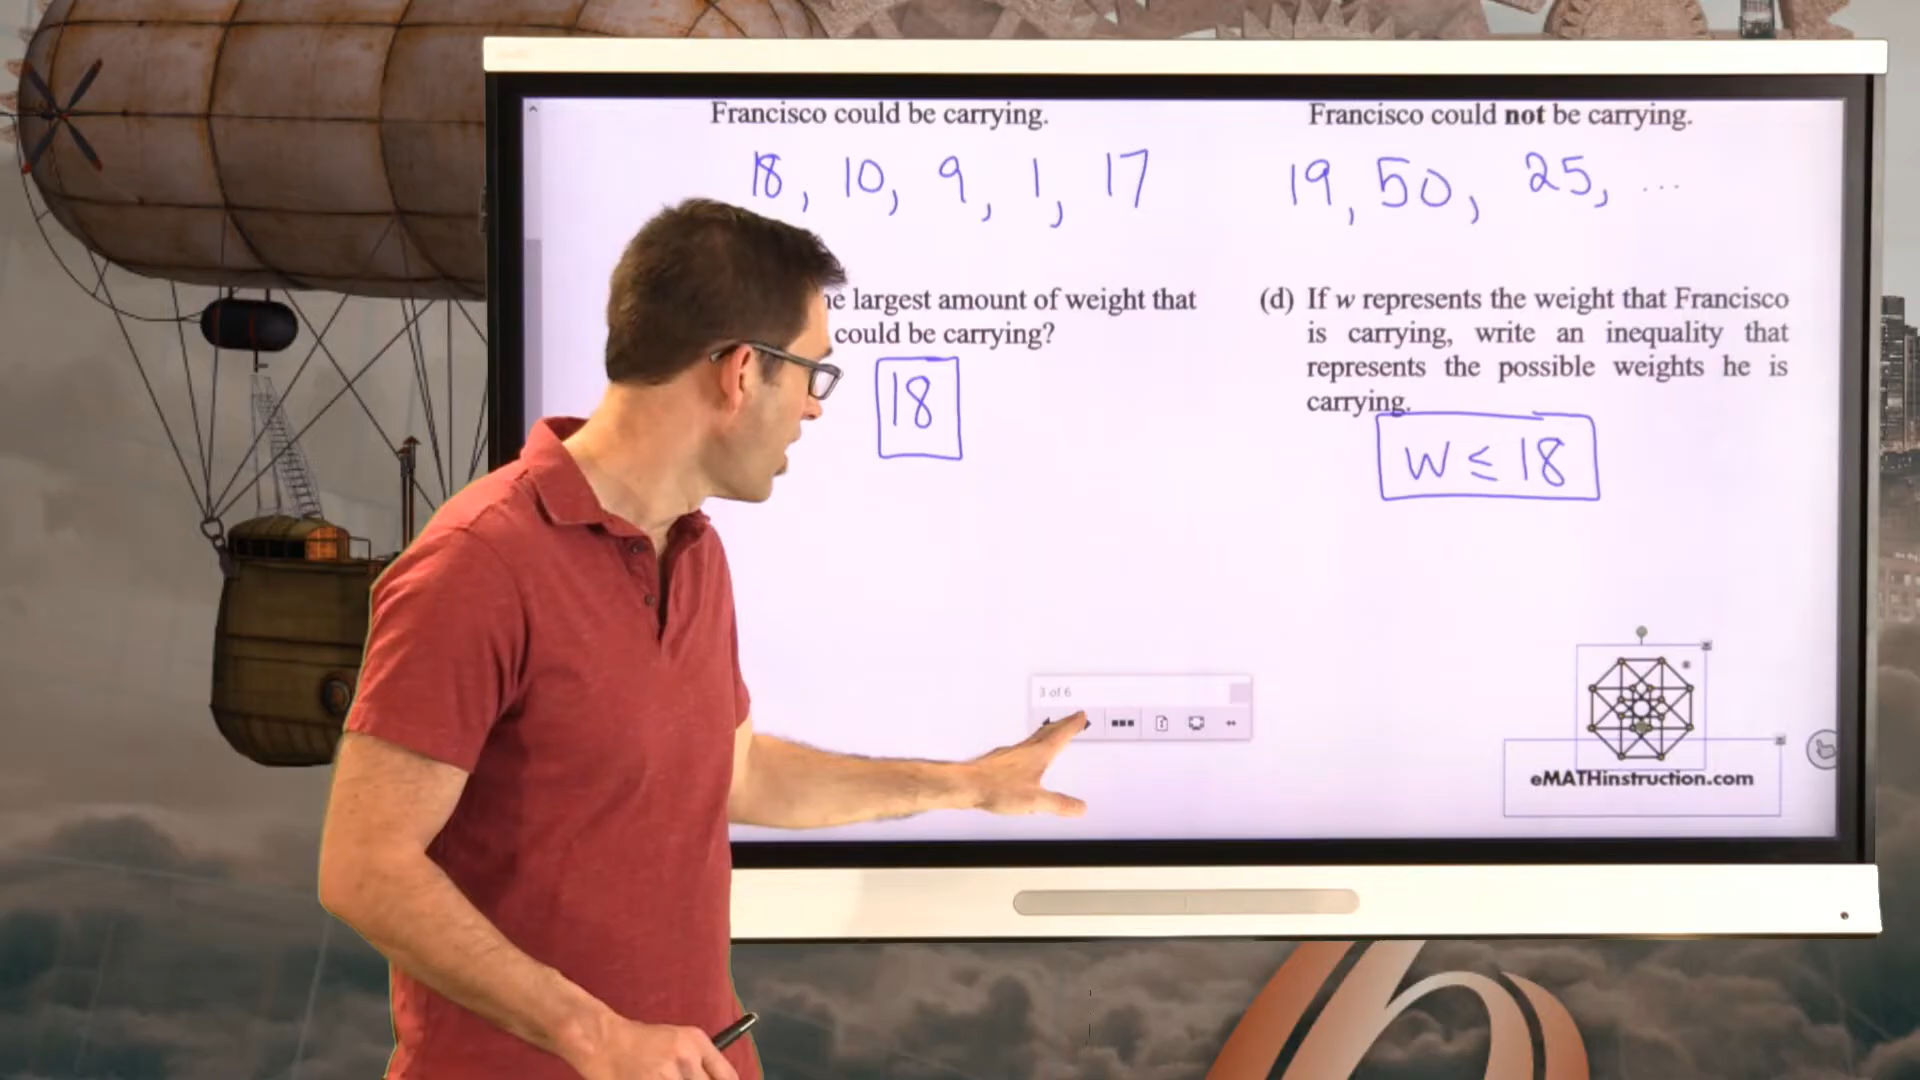 Francisco could be carrying.
18, 10, 9, 1, 17
Francisco could not be carrying.
19, 50, 25, ...
largest amount of weight that
could be carrying?
18
(d) If w represents the weight that Francisco
is carrying, write an inequality that
represents the possible weights he is
carrying.
w ≤ 18
3 of 6
eMATHinstruction.com